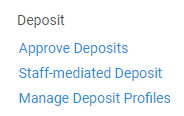 Deposit
Approve Deposits
Staff-mediated Deposit
Manage Deposit Profiles